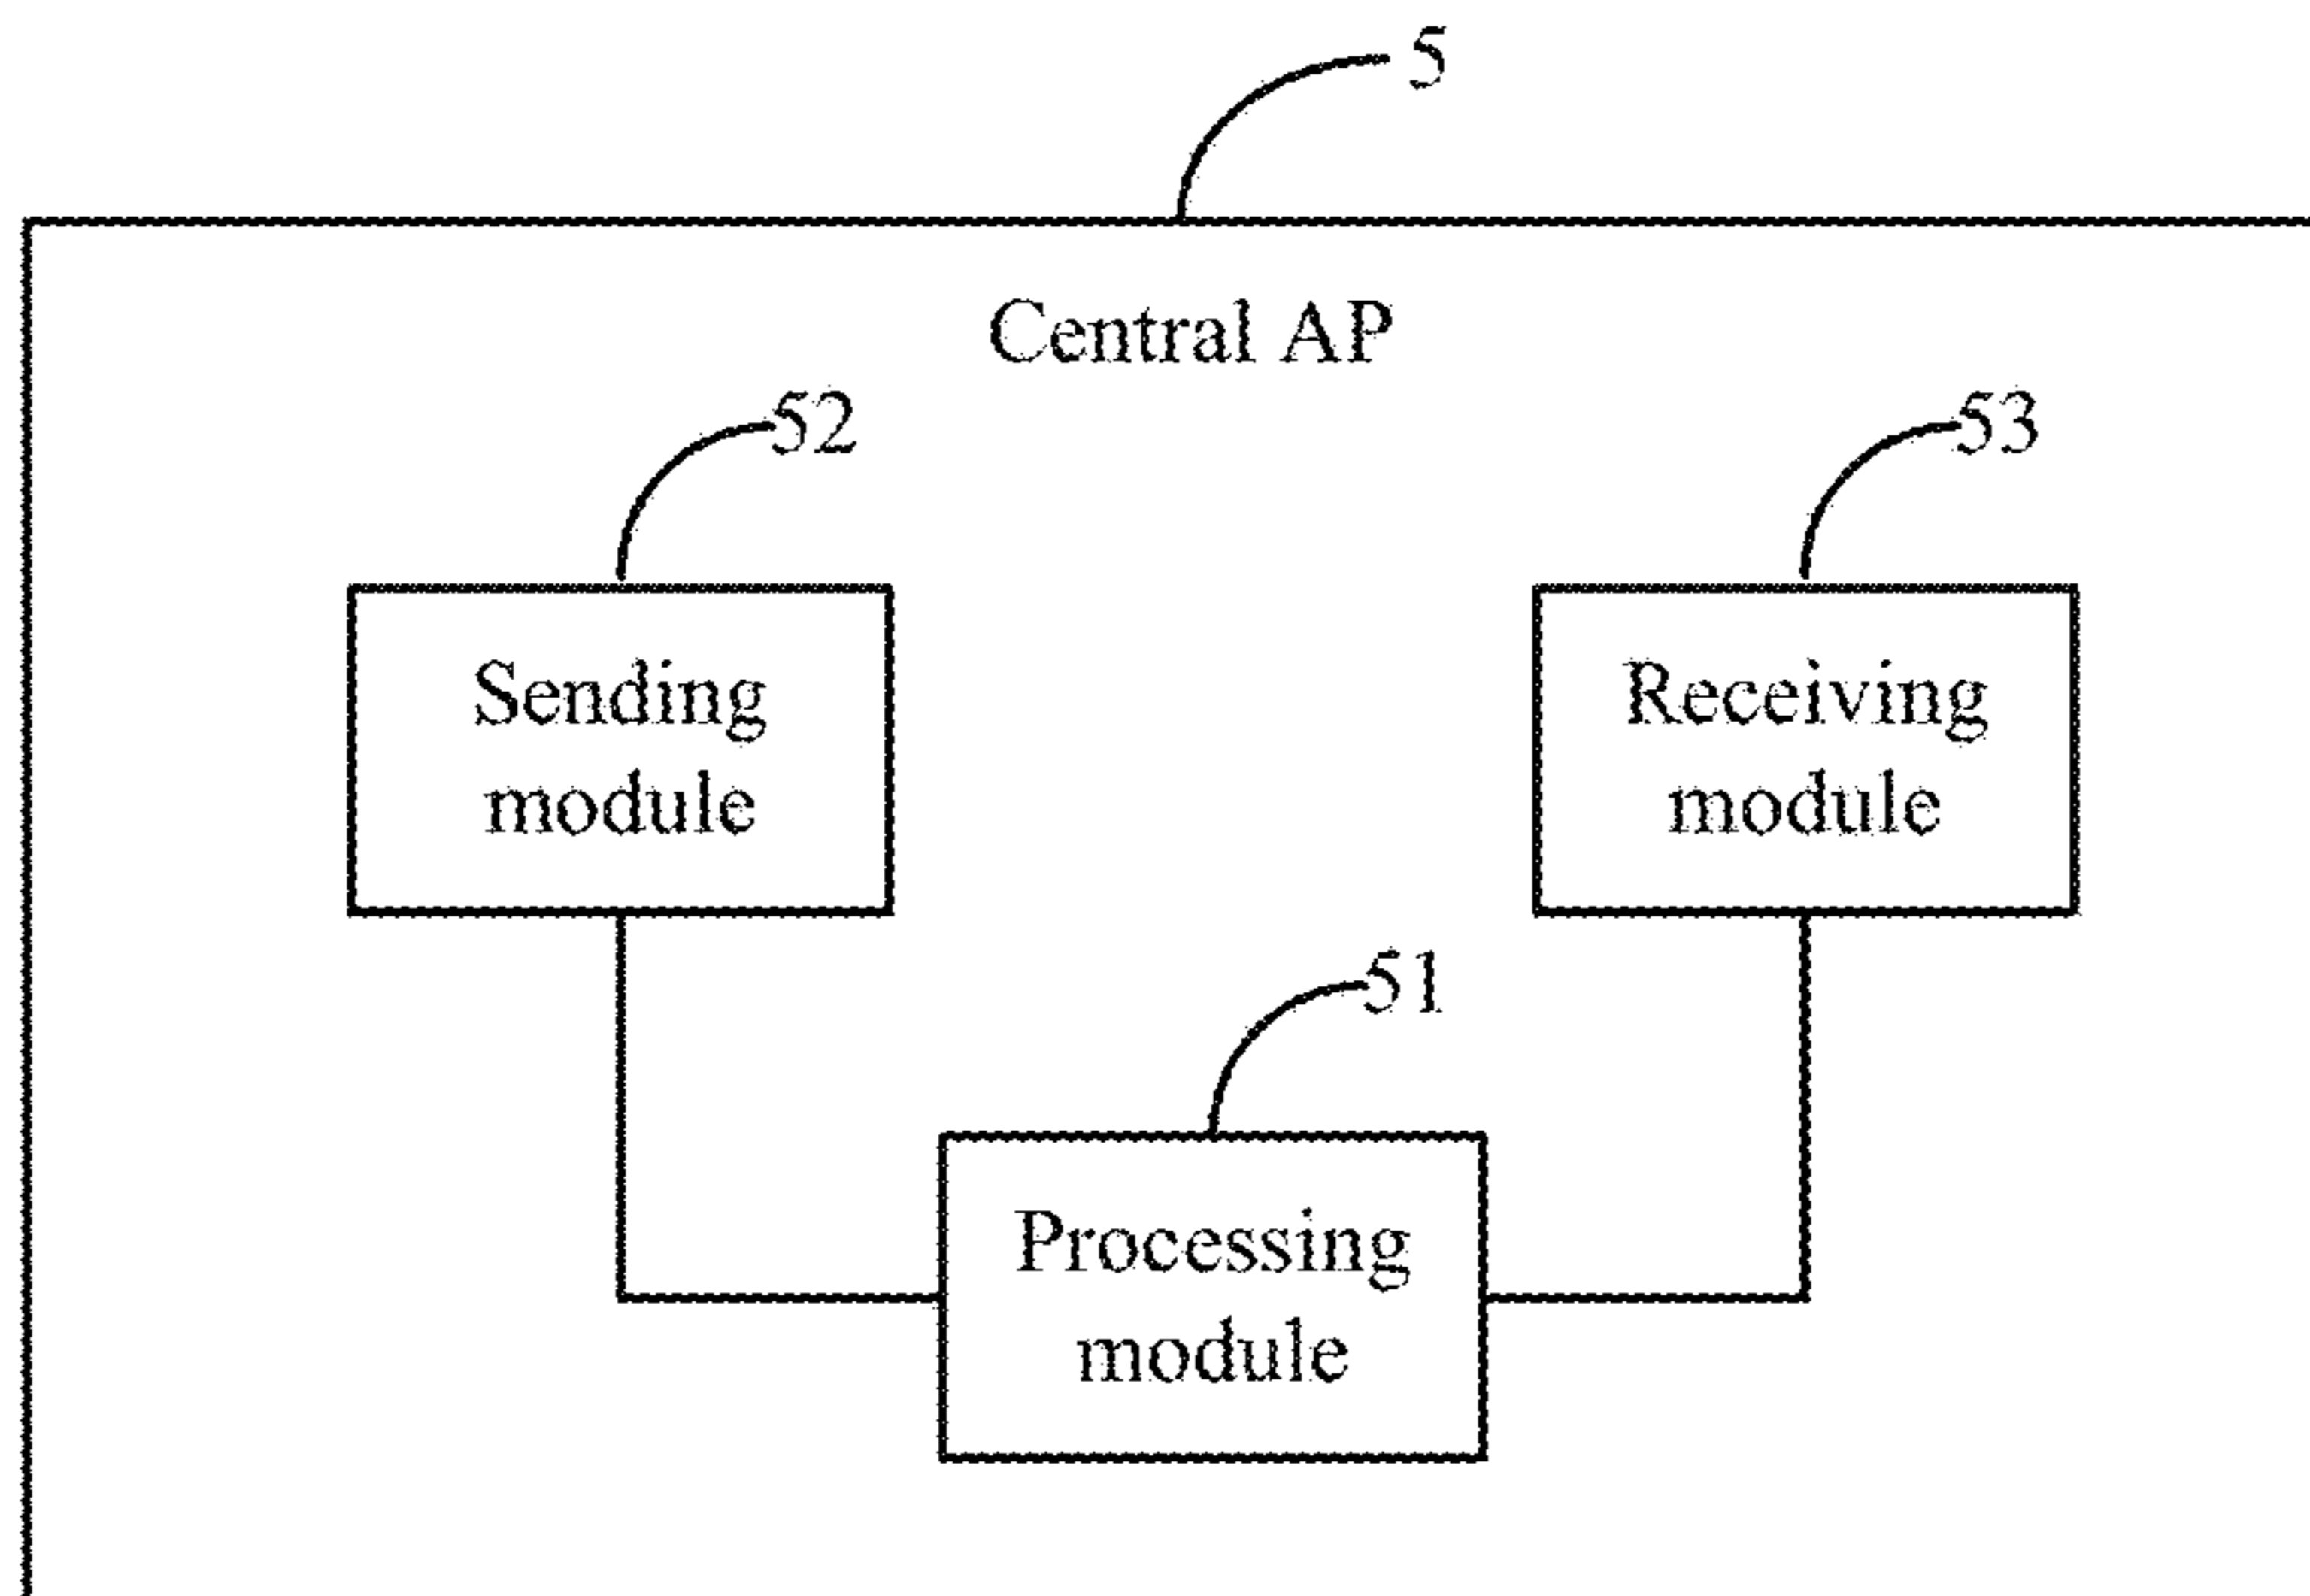 5
Central AP
52
53
Sending
module
Receiving
module
51
Processing
module